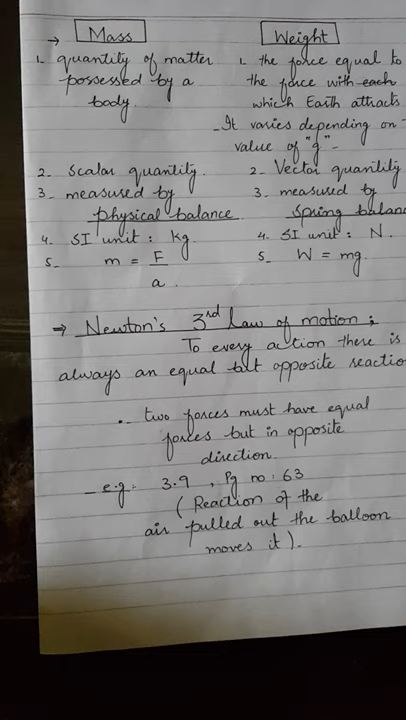 → Mass
1. quantity of matter
possessed by a
body.
2. Scalar quantity.
3. measured by
physical balance
4. SI unit : kg
5. m = F
a.
Weight
1. the force equal to
the force with each
which Earth attracts
- It varies depending on
value of "g" -
2. Vector quantity
3. measured by
spring balan
4. SI unit : N.
5. W = mg.
→ Newton's 3rd Law of motion ;
To every action there is
always an equal but opposite reactio
∴ two forces must have equal
forces but in opposite
direction.
- e.g. 3.9 , Pg no : 63
( Reaction of the
air pulled out the balloon
moves it ).